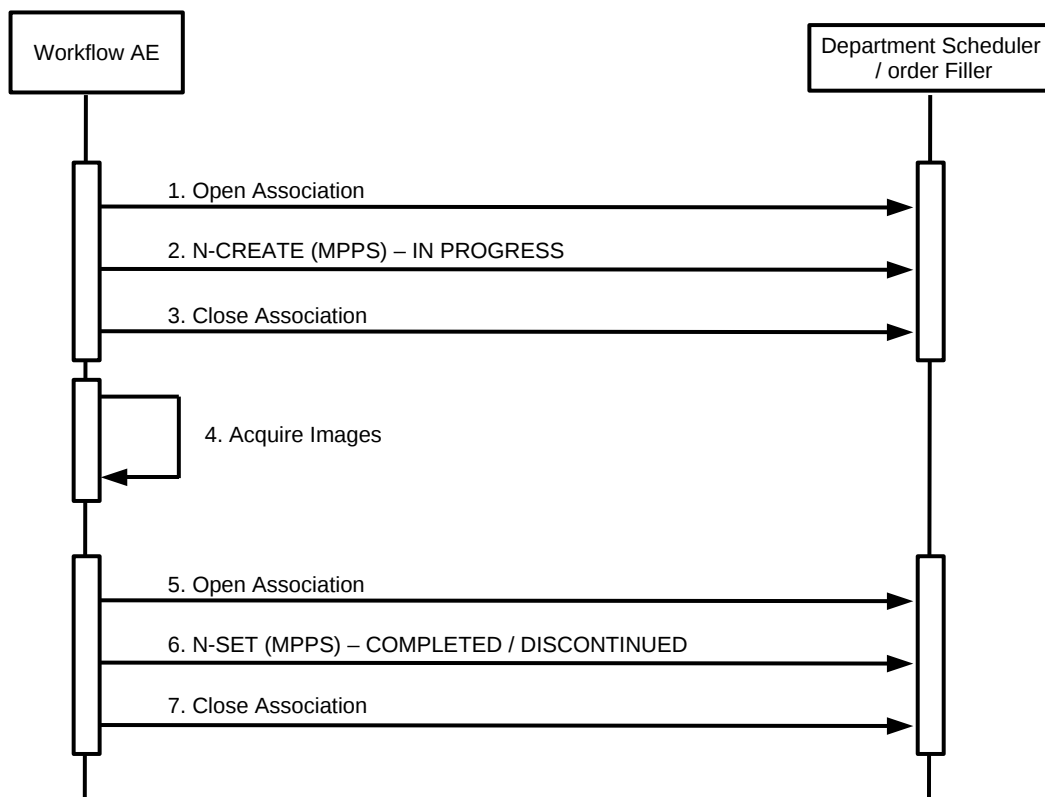 Workflow AE
Department Scheduler
/ order Filler
1. Open Association
2. N-CREATE (MPPS) – IN PROGRESS
3. Close Association
4. Acquire Images
5. Open Association
6. N-SET (MPPS) – COMPLETED / DISCONTINUED
7. Close Association